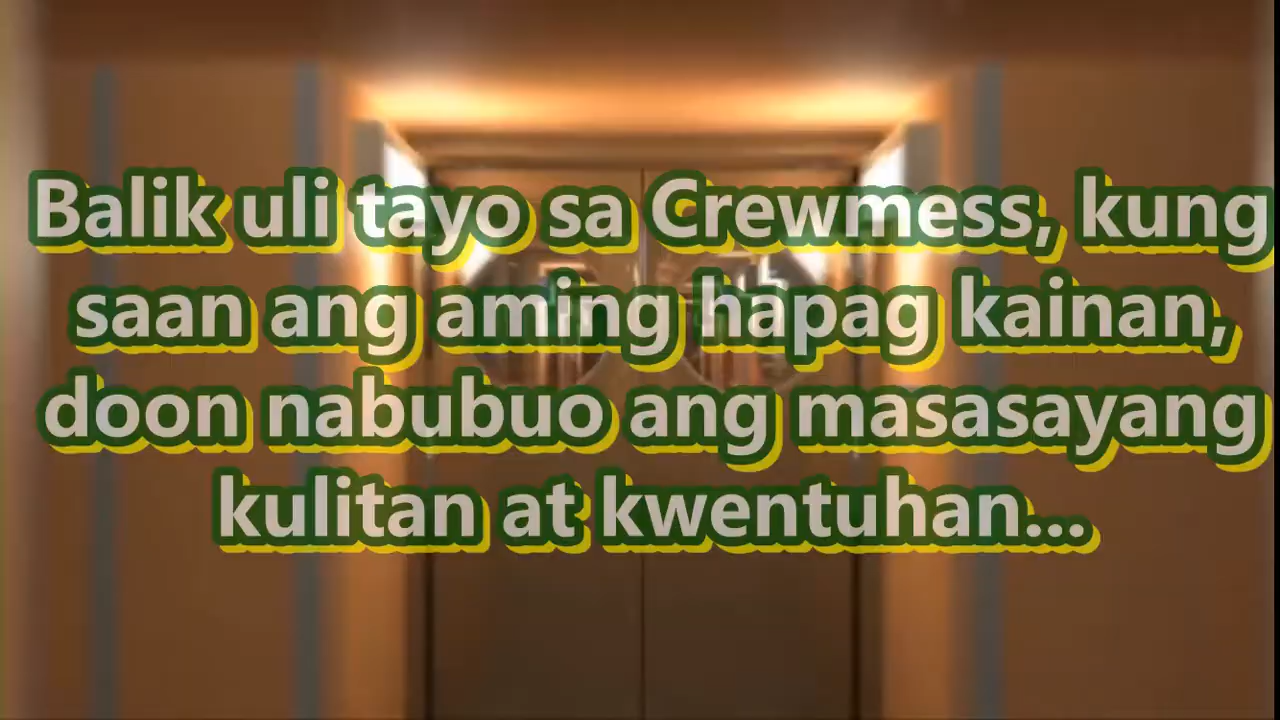 Balik uli tayo sa Crewmess, kung
saan ang aming hapag kainan,
doon nabubuo ang masasayang
kulitan at kwentuhan...